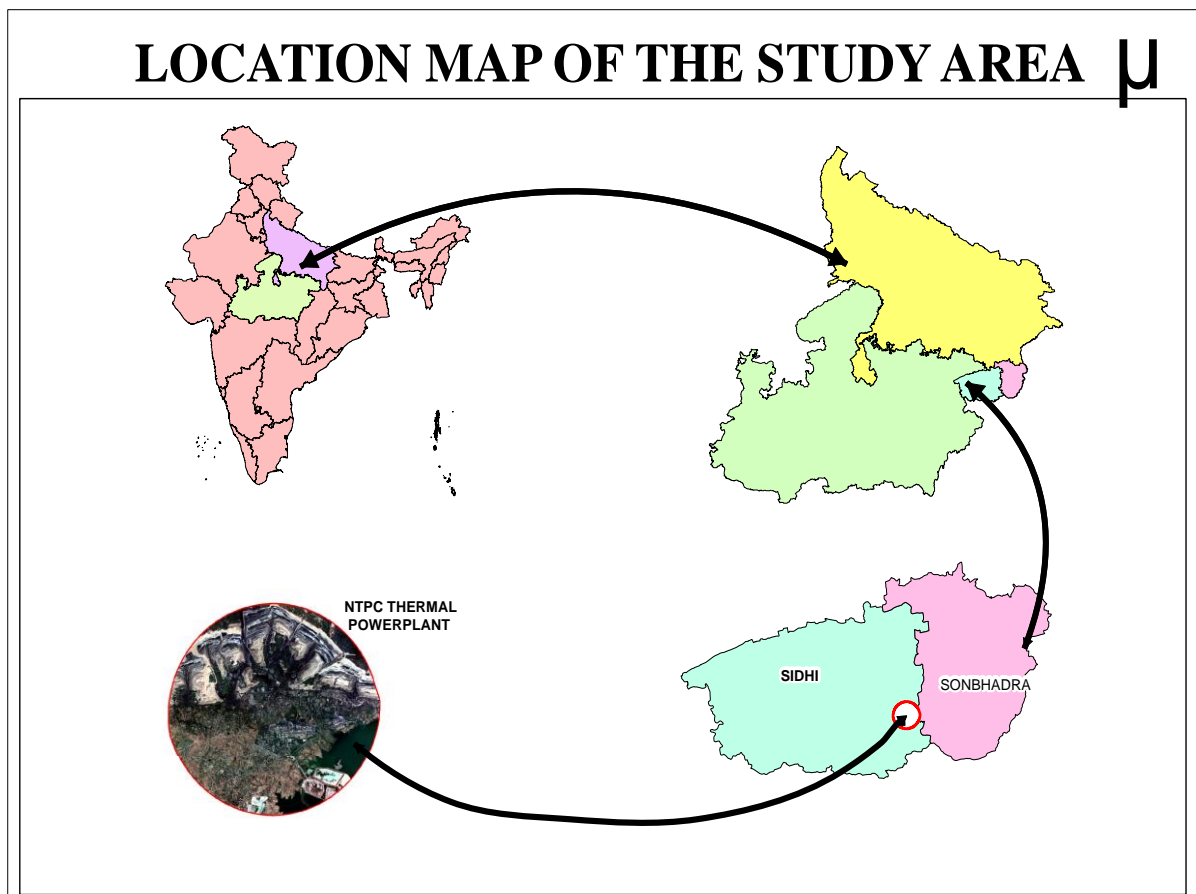 LOCATION MAP OF THE STUDY AREA µ
NTPC THERMAL
POWERPLANT
SIDHI
SONBHADRA